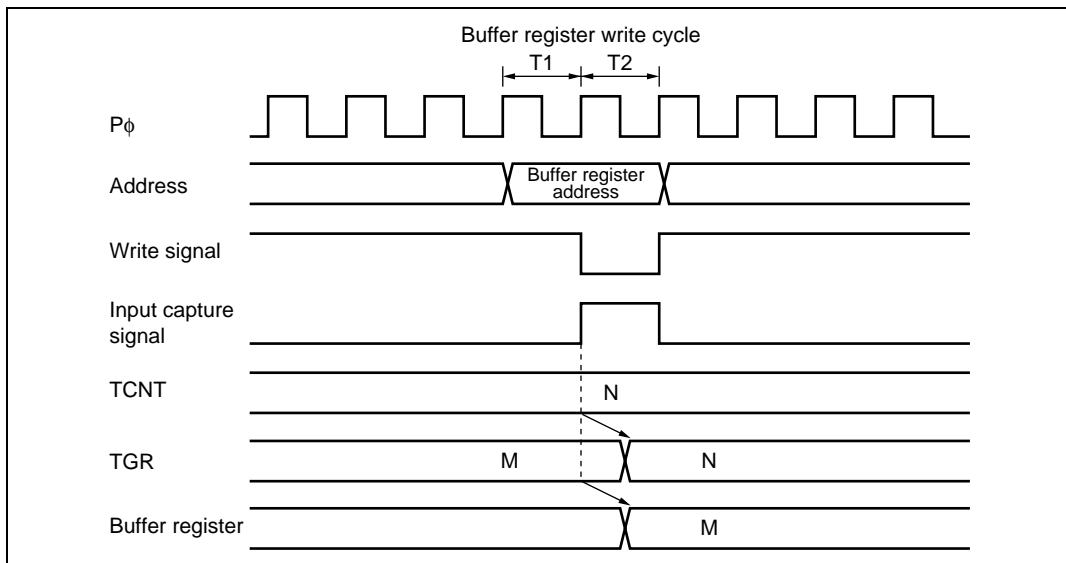 Buffer register write cycle
T1 T2
Pϕ
Address
Buffer register
address
Write signal
Input capture
signal
TCNT
N
TGR
M N
Buffer register
M